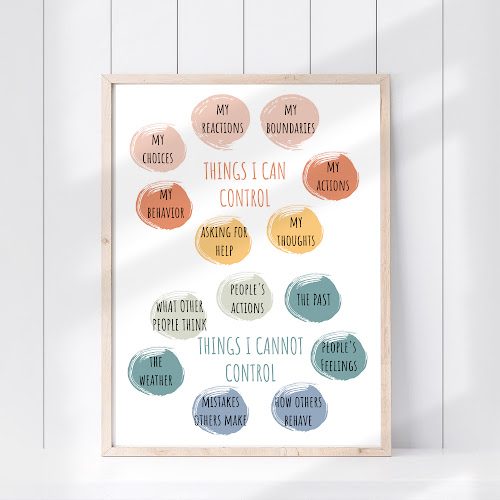 MY
REACTIONS
MY
BOUNDARIES
MY
CHOICES
THINGS I CAN
CONTROL
MY
ACTIONS
MY
BEHAVIOR
ASKING FOR
HELP
MY
THOUGHTS
WHAT OTHER
PEOPLE THINK
PEOPLE'S
ACTIONS
THE PAST
THINGS I CANNOT
CONTROL
THE
WEATHER
PEOPLE'S
FEELINGS
MISTAKES
OTHERS MAKE
HOW OTHERS
BEHAVE